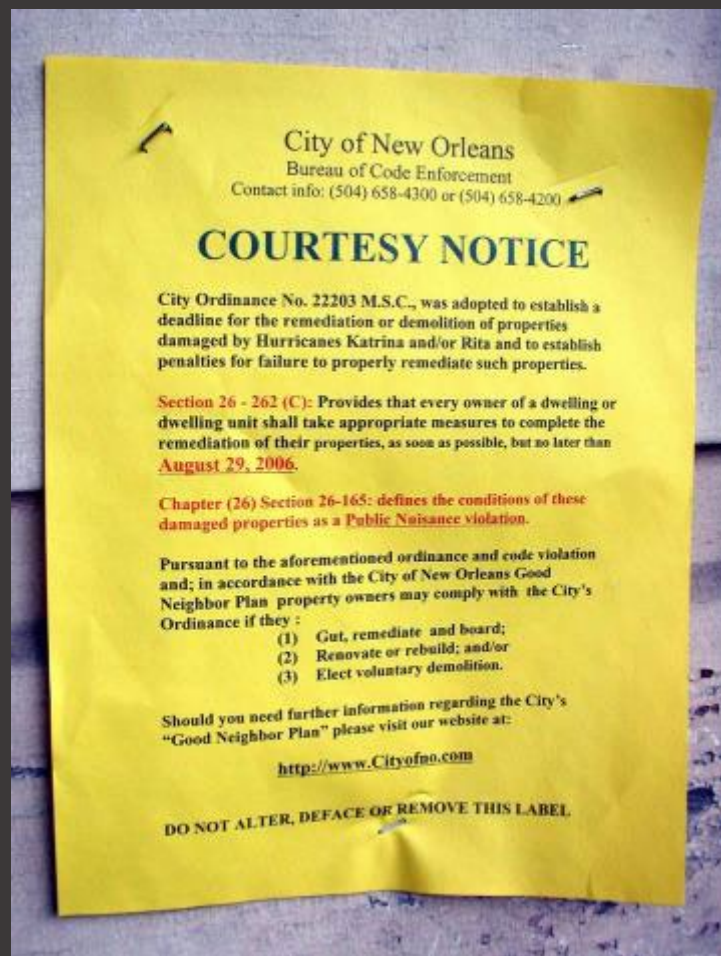 City of New Orleans
Bureau of Code Enforcement
Contact info: (504) 658-4300 or (504) 658-4200
COURTESY NOTICE
City Ordinance No. 22203 M.S.C., was adopted to establish a
deadline for the remediation or demolition of properties
damaged by Hurricanes Katrina and/or Rita and to establish
penalties for failure to properly remediate such properties.
Section 26 - 262 (C): Provides that every owner of a dwelling or
dwelling unit shall take appropriate measures to complete the
remediation of their properties, as soon as possible, but no later than
August 29, 2006.
Chapter (26) Section 26-165: defines the conditions of these
damaged properties as a Public Nuisance violation.
Pursuant to the aforementioned ordinance and code violation
and; in accordance with the City of New Orleans Good
Neighbor Plan property owners may comply with the City's
Ordinance if they :
(1) Gut, remediate and board;
(2) Renovate or rebuild; and/or
(3) Elect voluntary demolition.
Should you need further information regarding the City's
"Good Neighbor Plan" please visit our website at:
http://www.Cityofno.com
DO NOT ALTER, DEFACE OR REMOVE THIS LABEL